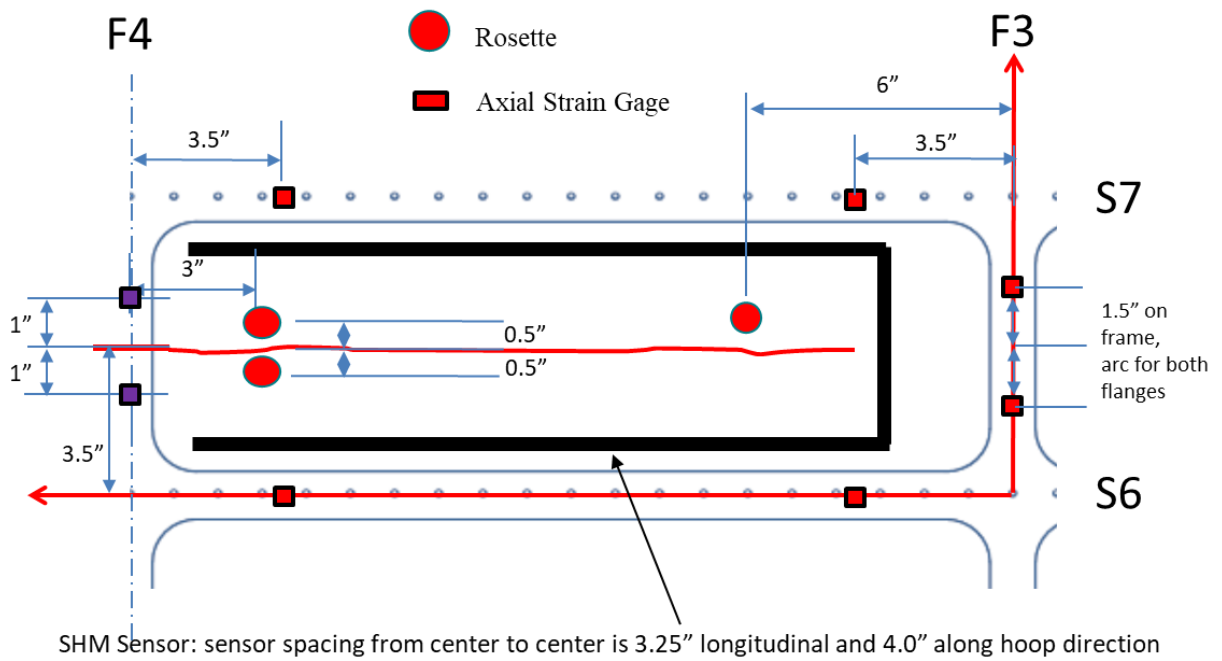 F4
F3
Rosette
Axial Strain Gage
6”
3.5”
3.5”
S7
3”
1”
1”
0.5”
0.5”
1.5” on
frame,
arc for both
flanges
3.5”
S6
SHM Sensor: sensor spacing from center to center is 3.25” longitudinal and 4.0” along hoop direction